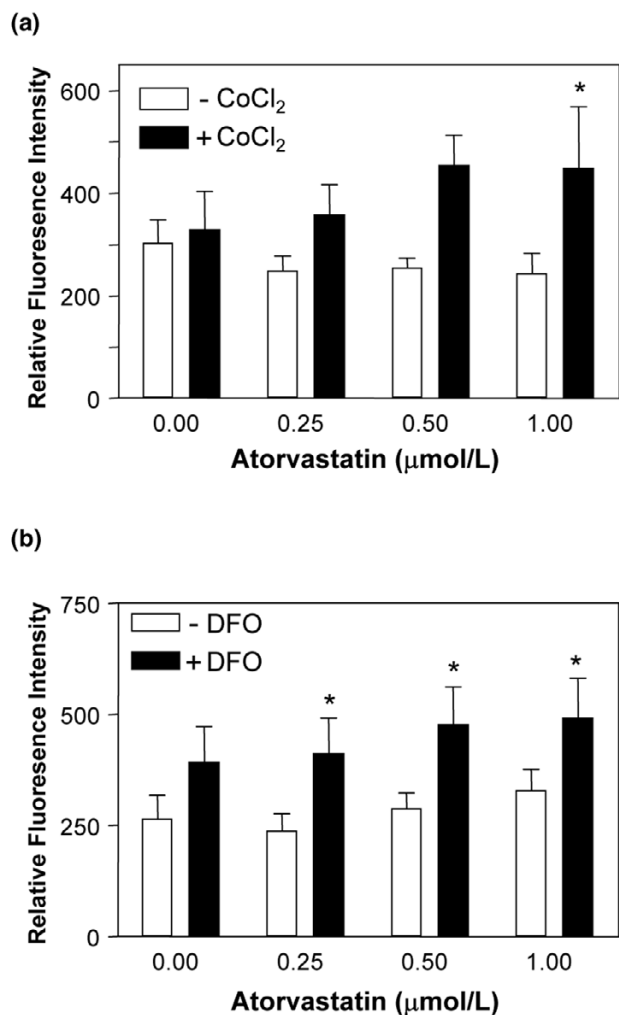 (a)
Relative Fluoresence Intensity
600
400
200
0
- CoCl₂
+ CoCl₂
*
0.00 0.25 0.50 1.00
Atorvastatin (μmol/L)
(b)
Relative Fluoresence Intensity
750
500
250
0
- DFO
+ DFO
* * *
0.00 0.25 0.50 1.00
Atorvastatin (μmol/L)